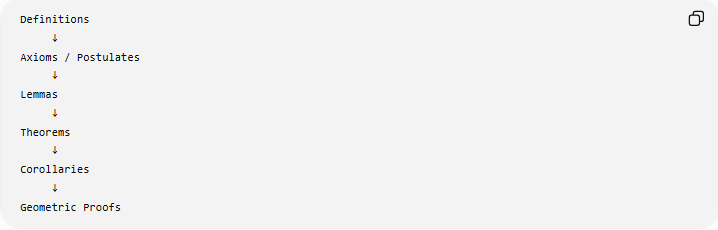 Definitions
↓
Axioms / Postulates
↓
Lemmas
↓
Theorems
↓
Corollaries
↓
Geometric Proofs